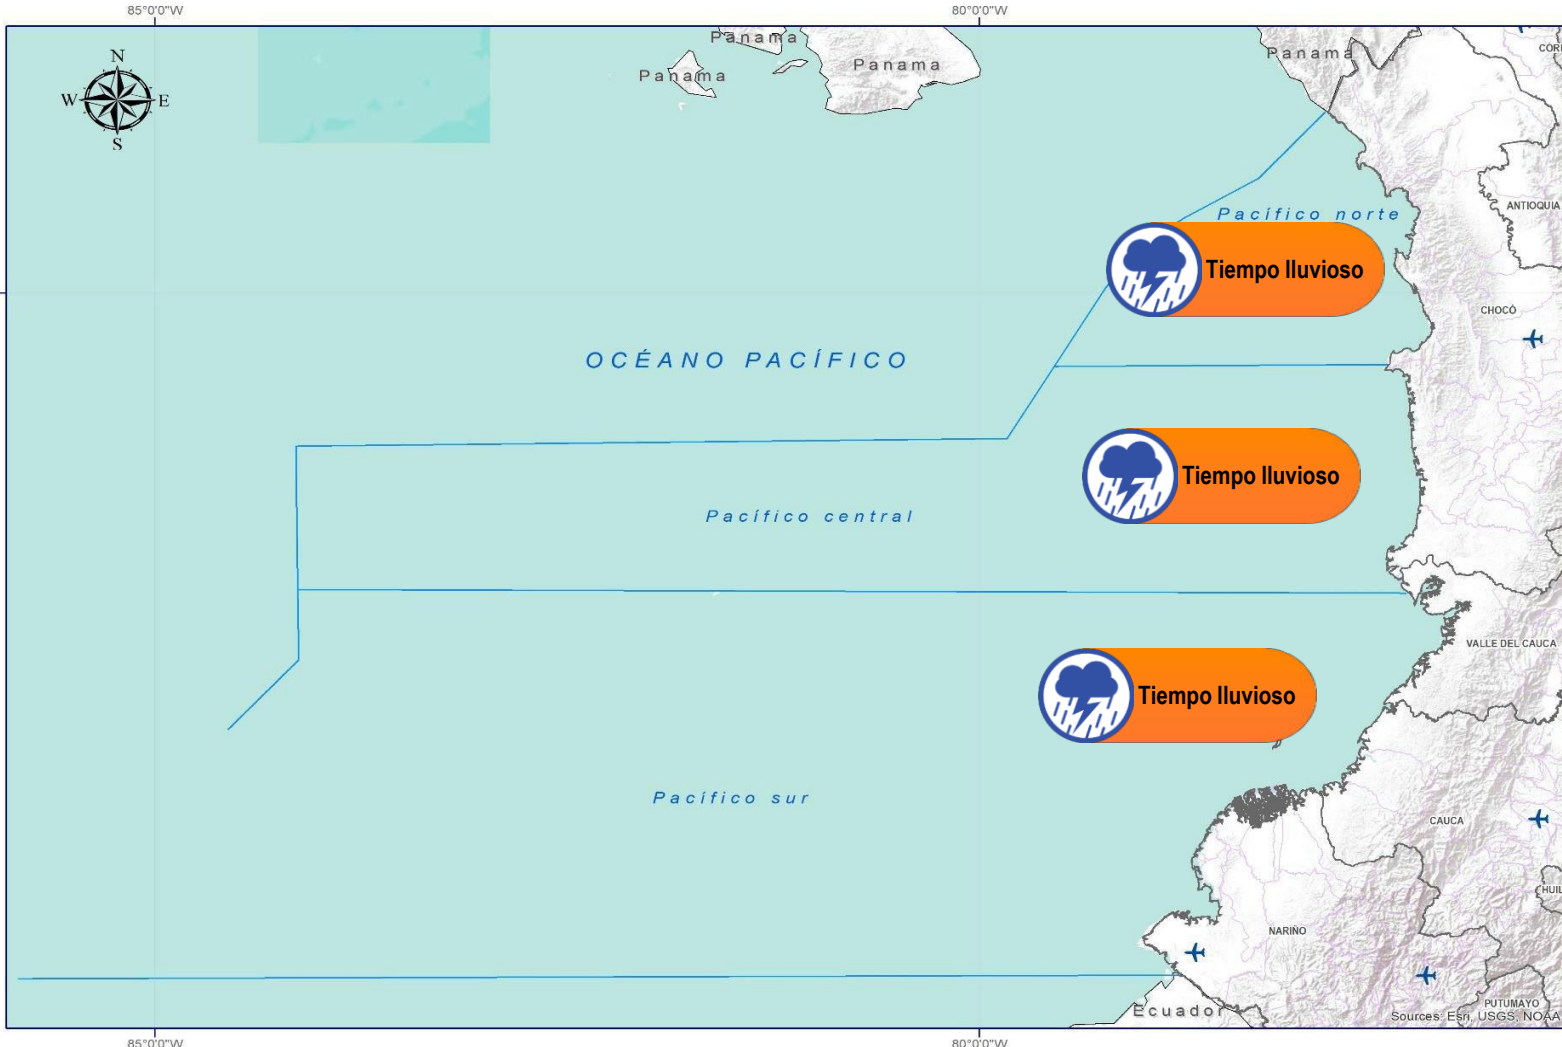 85°0'0"W
80°0'0"W
N
W
E
S
Panama
Panama
Panama
Panama
ANTIOQUIA
Pacífico norte
Tiempo lluvioso
CHOCÓ
OCÉANO PACÍFICO
Tiempo lluvioso
Pacífico central
VALLE DEL CAUCA
Tiempo lluvioso
Pacífico sur
CAUCA
HUIL
NARIÑO
PUTUMAYO
Ecuador
Sources: Esri, USGS, NOAA
85°0'0"W
80°0'0"W